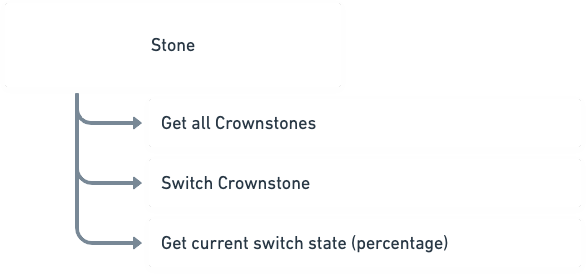 Stone
Get all Crownstones
Switch Crownstone
Get current switch state (percentage)